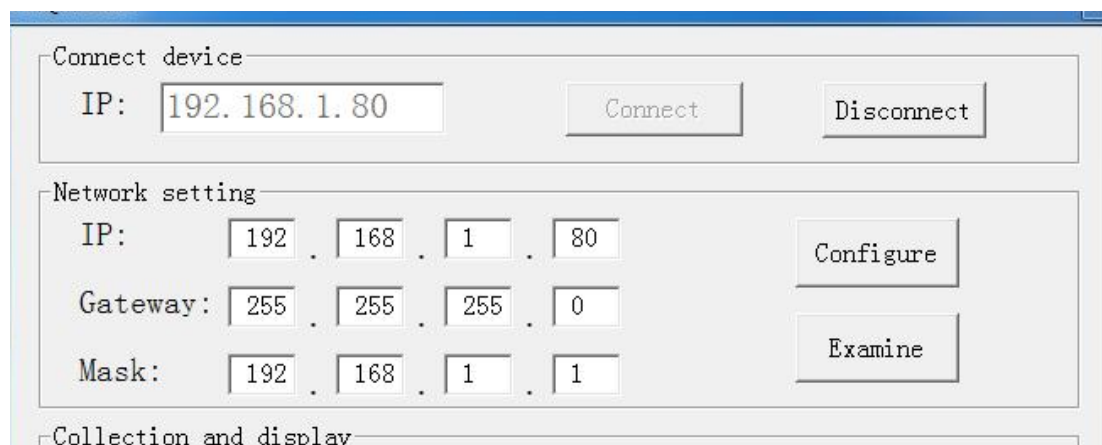 Connect device
IP: 192.168.1.80 Connect Disconnect
Network setting
IP: 192 . 168 . 1 . 80
Configure
Gateway: 255 . 255 . 255 . 0
Mask: 192 . 168 . 1 . 1
Examine
Collection and display